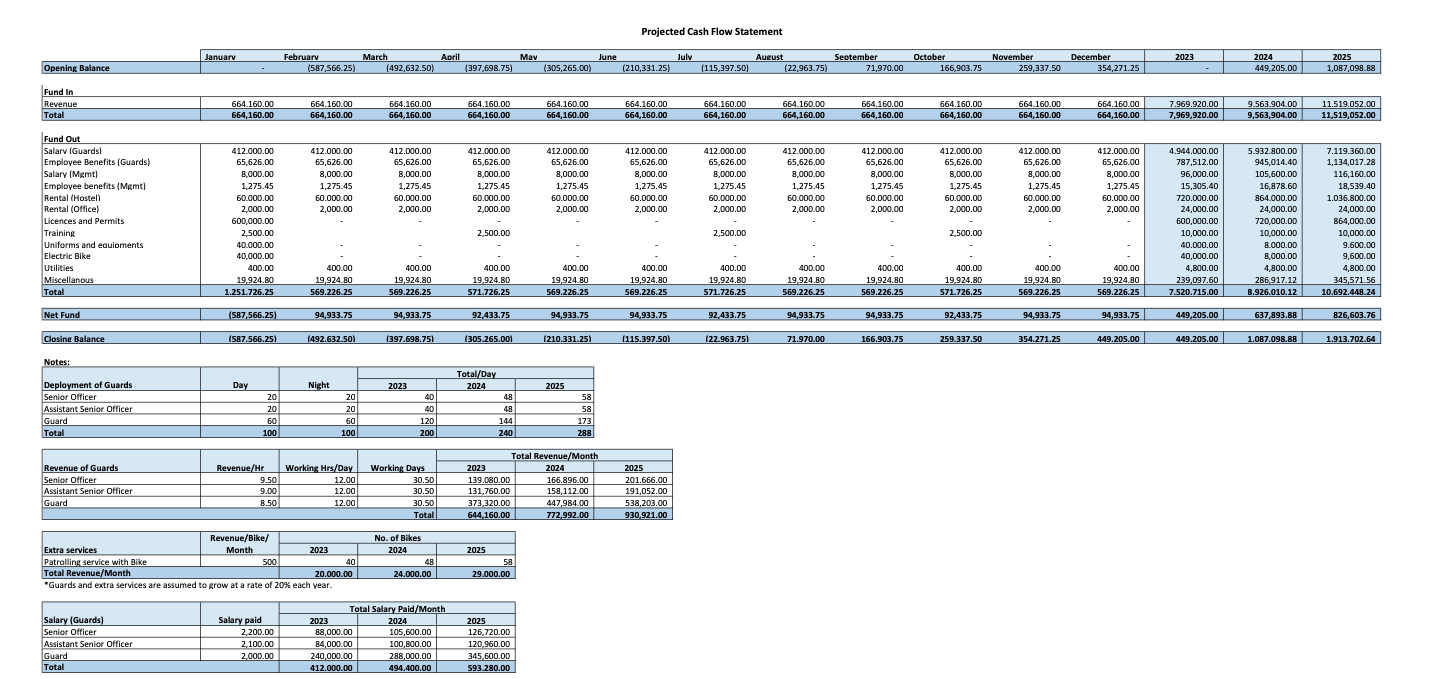 Projected Cash Flow Statement
January February March April May June July August September October November December 2023 2024 2025
Opening Balance - (587,566.25) (492,632.50) (397,698.75) (305,265.00) (210,331.25) (115,397.50) (22,963.75) 71,970.00 166,903.75 259,337.50 354,271.25 - 449,205.00 1,087,098.88
Fund In
Revenue 664,160.00 664,160.00 664,160.00 664,160.00 664,160.00 664,160.00 664,160.00 664,160.00 664,160.00 664,160.00 664,160.00 664,160.00 7,969,920.00 9,563,904.00 11,519,052.00
Total 664,160.00 664,160.00 664,160.00 664,160.00 664,160.00 664,160.00 664,160.00 664,160.00 664,160.00 664,160.00 664,160.00 664,160.00 7,969,920.00 9,563,904.00 11,519,052.00
Fund Out
Salary (Guards) 412,000.00 412,000.00 412,000.00 412,000.00 412,000.00 412,000.00 412,000.00 412,000.00 412,000.00 412,000.00 412,000.00 412,000.00 4,944,000.00 5,932,800.00 7,119,360.00
Employee Benefits (Guards) 65,626.00 65,626.00 65,626.00 65,626.00 65,626.00 65,626.00 65,626.00 65,626.00 65,626.00 65,626.00 65,626.00 65,626.00 787,512.00 945,014.40 1,134,017.28
Salary (Mgmt) 8,000.00 8,000.00 8,000.00 8,000.00 8,000.00 8,000.00 8,000.00 8,000.00 8,000.00 8,000.00 8,000.00 8,000.00 96,000.00 105,600.00 116,160.00
Employee benefits (Mgmt) 1,275.45 1,275.45 1,275.45 1,275.45 1,275.45 1,275.45 1,275.45 1,275.45 1,275.45 1,275.45 1,275.45 1,275.45 15,305.40 16,878.60 18,539.40
Rental (Hostel) 60,000.00 60,000.00 60,000.00 60,000.00 60,000.00 60,000.00 60,000.00 60,000.00 60,000.00 60,000.00 60,000.00 60,000.00 720,000.00 864,000.00 1,036,800.00
Rental (Office) 2,000.00 2,000.00 2,000.00 2,000.00 2,000.00 2,000.00 2,000.00 2,000.00 2,000.00 2,000.00 2,000.00 2,000.00 24,000.00 24,000.00 24,000.00
Licences and Permits 600,000.00 - - - - - - - - - - - 600,000.00 720,000.00 864,000.00
Training 2,500.00 2,500.00 2,500.00 2,500.00 10,000.00 10,000.00 10,000.00
Uniforms and equipments 40,000.00 - - - - - - - - - - - 40,000.00 8,000.00 9,600.00
Electric Bike 40,000.00 - - - - - - - - - - - 40,000.00 8,000.00 9,600.00
Utilities 400.00 400.00 400.00 400.00 400.00 400.00 400.00 400.00 400.00 400.00 400.00 400.00 4,800.00 4,800.00 4,800.00
Miscellanous 19,924.80 19,924.80 19,924.80 19,924.80 19,924.80 19,924.80 19,924.80 19,924.80 19,924.80 19,924.80 19,924.80 19,924.80 239,097.60 286,917.12 345,571.56
Total 1,251,726.25 569,226.25 569,226.25 571,726.25 569,226.25 569,226.25 571,726.25 569,226.25 569,226.25 571,726.25 569,226.25 569,226.25 7,520,715.00 8,926,010.12 10,692,448.24
Net Fund (587,566.25) 94,933.75 94,933.75 92,433.75 94,933.75 94,933.75 92,433.75 94,933.75 94,933.75 92,433.75 94,933.75 94,933.75 449,205.00 637,893.88 826,603.76
Closing Balance (587,566.25) (492,632.50) (397,698.75) (305,265.00) (210,331.25) (115,397.50) (22,963.75) 71,970.00 166,903.75 259,337.50 354,271.25 449,205.00 449,205.00 1,087,098.88 1,913,702.64
Notes:
Total/Day
Deployment of Guards Day Night 2023 2024 2025
Senior Officer 20 20 40 48 58
Assistant Senior Officer 20 20 40 48 58
Guard 60 60 120 144 173
Total 100 100 200 240 288
Total Revenue/Month
Revenue of Guards Revenue/Hr Working Hrs/Day Working Days 2023 2024 2025
Senior Officer 9.50 12.00 30.50 139,080.00 166,896.00 201,666.00
Assistant Senior Officer 9.00 12.00 30.50 131,760.00 158,112.00 191,052.00
Guard 8.50 12.00 30.50 373,320.00 447,984.00 538,203.00
Total 644,160.00 772,992.00 930,921.00
Revenue/Bike/ No. of Bikes
Extra services Month 2023 2024 2025
Patrolling service with Bike 500 40 48 58
Total Revenue/Month 20,000.00 24,000.00 29,000.00
*Guards and extra services are assumed to grow at a rate of 20% each year.
Total Salary Paid/Month
Salary (Guards) Salary paid 2023 2024 2025
Senior Officer 2,200.00 88,000.00 105,600.00 126,720.00
Assistant Senior Officer 2,100.00 84,000.00 100,800.00 120,960.00
Guard 2,000.00 240,000.00 288,000.00 345,600.00
Total 412,000.00 494,400.00 593,280.00